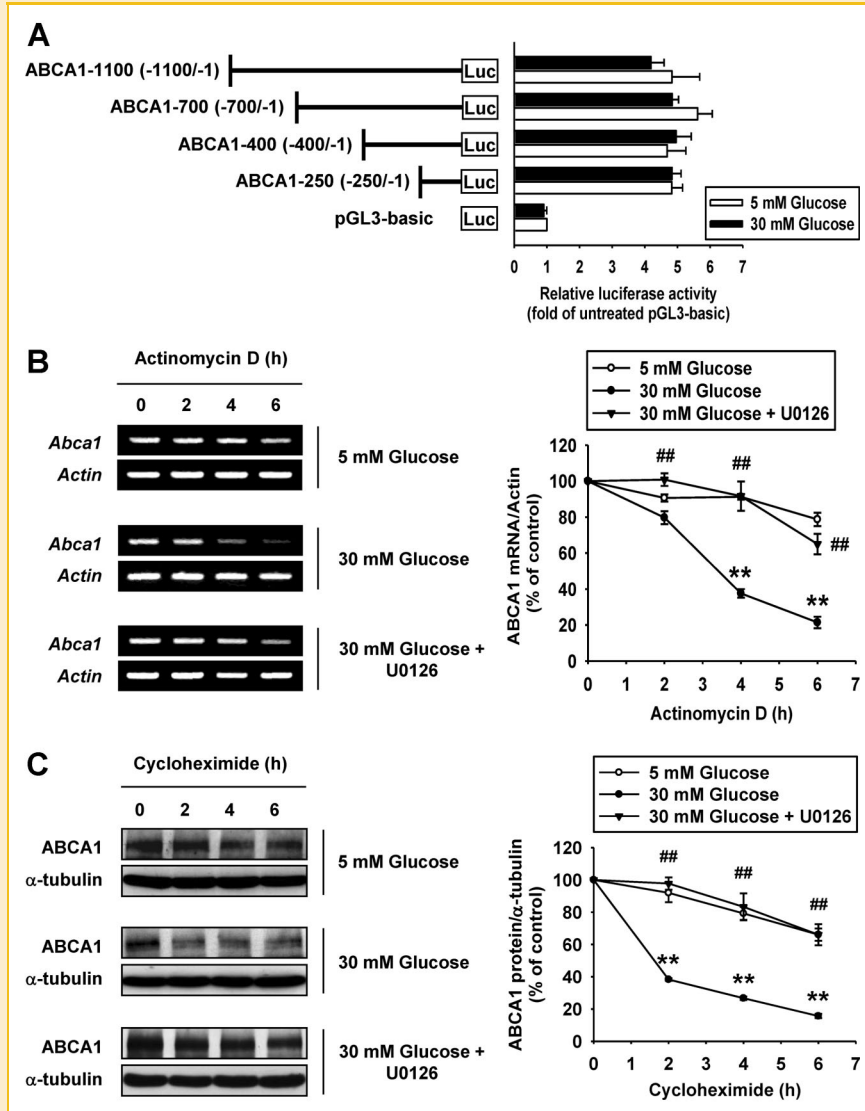 A
ABCA1-1100 (-1100/-1) Luc
ABCA1-700 (-700/-1) Luc
ABCA1-400 (-400/-1) Luc
ABCA1-250 (-250/-1) Luc
pGL3-basic Luc
5 mM Glucose
30 mM Glucose
0 1 2 3 4 5 6 7
Relative luciferase activity
(fold of untreated pGL3-basic)
B
Actinomycin D (h)
0 2 4 6
Abca1
Actin
5 mM Glucose
Abca1
Actin
30 mM Glucose
Abca1
Actin
30 mM Glucose +
U0126
5 mM Glucose
30 mM Glucose
30 mM Glucose + U0126
ABCA1 mRNA/Actin
(% of control)
120
100
80
60
40
20
0
## ##
##
** **
0 1 2 3 4 5 6 7
Actinomycin D (h)
C
Cycloheximide (h)
0 2 4 6
ABCA1
α-tubulin
5 mM Glucose
ABCA1
α-tubulin
30 mM Glucose
ABCA1
α-tubulin
30 mM Glucose +
U0126
5 mM Glucose
30 mM Glucose
30 mM Glucose + U0126
ABCA1 protein/α-tubulin
(% of control)
120
100
80
60
40
20
0
## ## ##
** ** **
0 1 2 3 4 5 6 7
Cycloheximide (h)